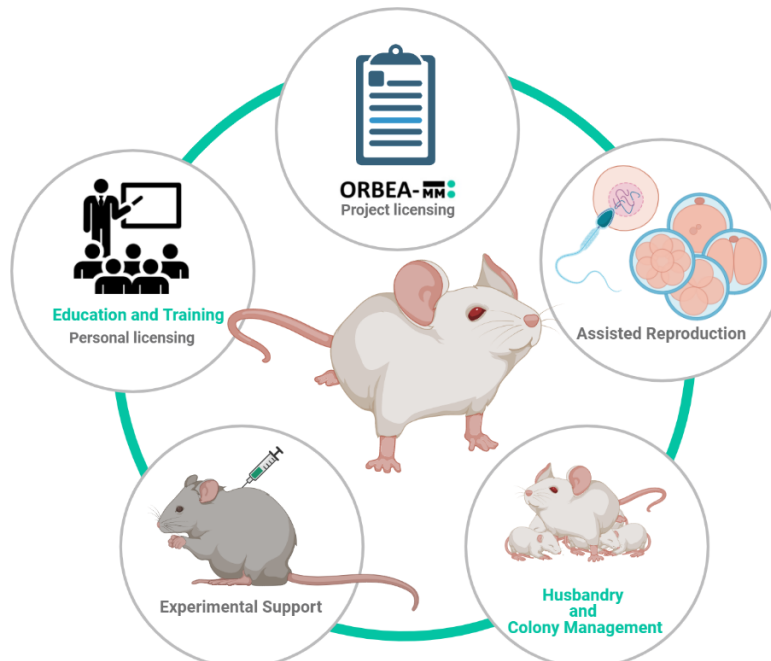 ORBEA-MM
Project licensing
Education and Training
Personal licensing
Assisted Reproduction
Experimental Support
Husbandry
and
Colony Management